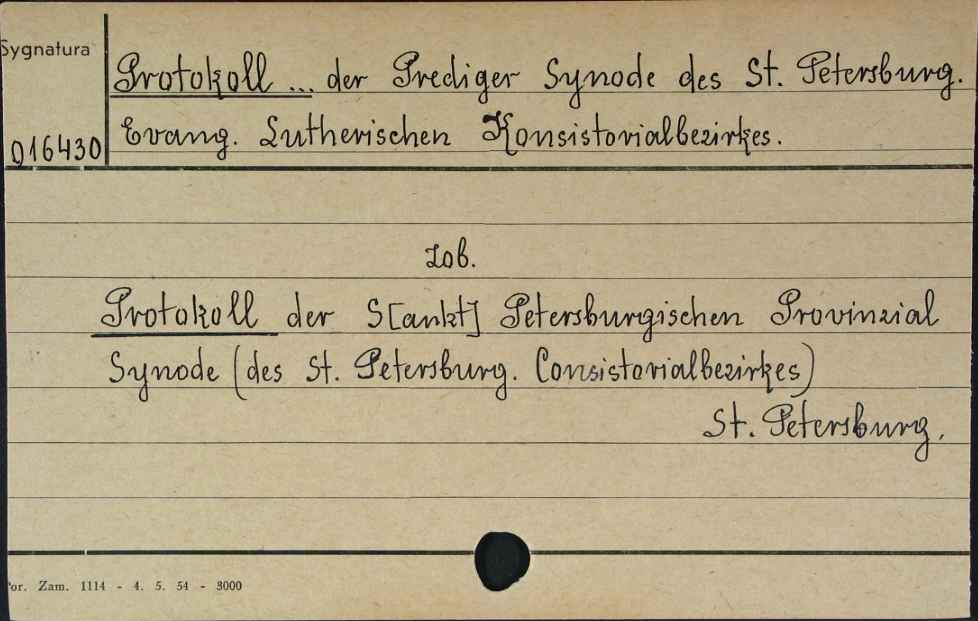 Sygnatura
Protokoll ... der Prediger Synode des St. Petersburg.
016430
Evang. Lutherischen Konsistorialbezirkes.
zob.
Protokoll der S[ankt] Petersburgischen Provinzial
Synode (des St. Petersburg. Consistorialbezirkes)
St. Petersburg.
or. Zam. 1114 - 4. 5. 54 - 3000